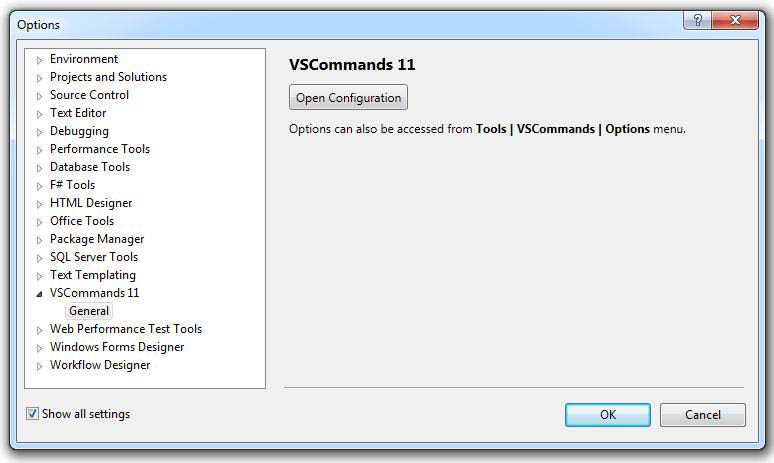 Options
Environment
Projects and Solutions
Source Control
Text Editor
Debugging
Performance Tools
Database Tools
F# Tools
HTML Designer
Office Tools
Package Manager
SQL Server Tools
Text Templating
VSCommands 11
General
Web Performance Test Tools
Windows Forms Designer
Workflow Designer
VSCommands 11
Open Configuration
Options can also be accessed from Tools | VSCommands | Options menu.
Show all settings
OK
Cancel